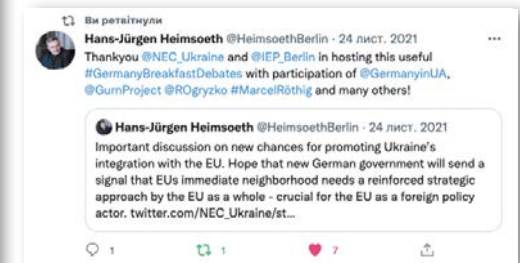 Ви ретвітнули
Hans-Jürgen Heimsoeth @HeimsoethBerlin · 24 лист. 2021 ···
Thankyou @NEC_Ukraine and @IEP_Berlin in hosting this useful
#GermanyBreakfastDebates with participation of @GermanyinUA,
@GurnProject @ROgryzko #MarcelRöthig and many others!
Hans-Jürgen Heimsoeth @HeimsoethBerlin · 24 лист. 2021
Important discussion on new chances for promoting Ukraine's
integration with the EU. Hope that new German government will send a
signal that EUs immediate neighborhood needs a reinforced strategic
approach by the EU as a whole - crucial for the EU as a foreign policy
actor. twitter.com/NEC_Ukraine/st...
1 1 7